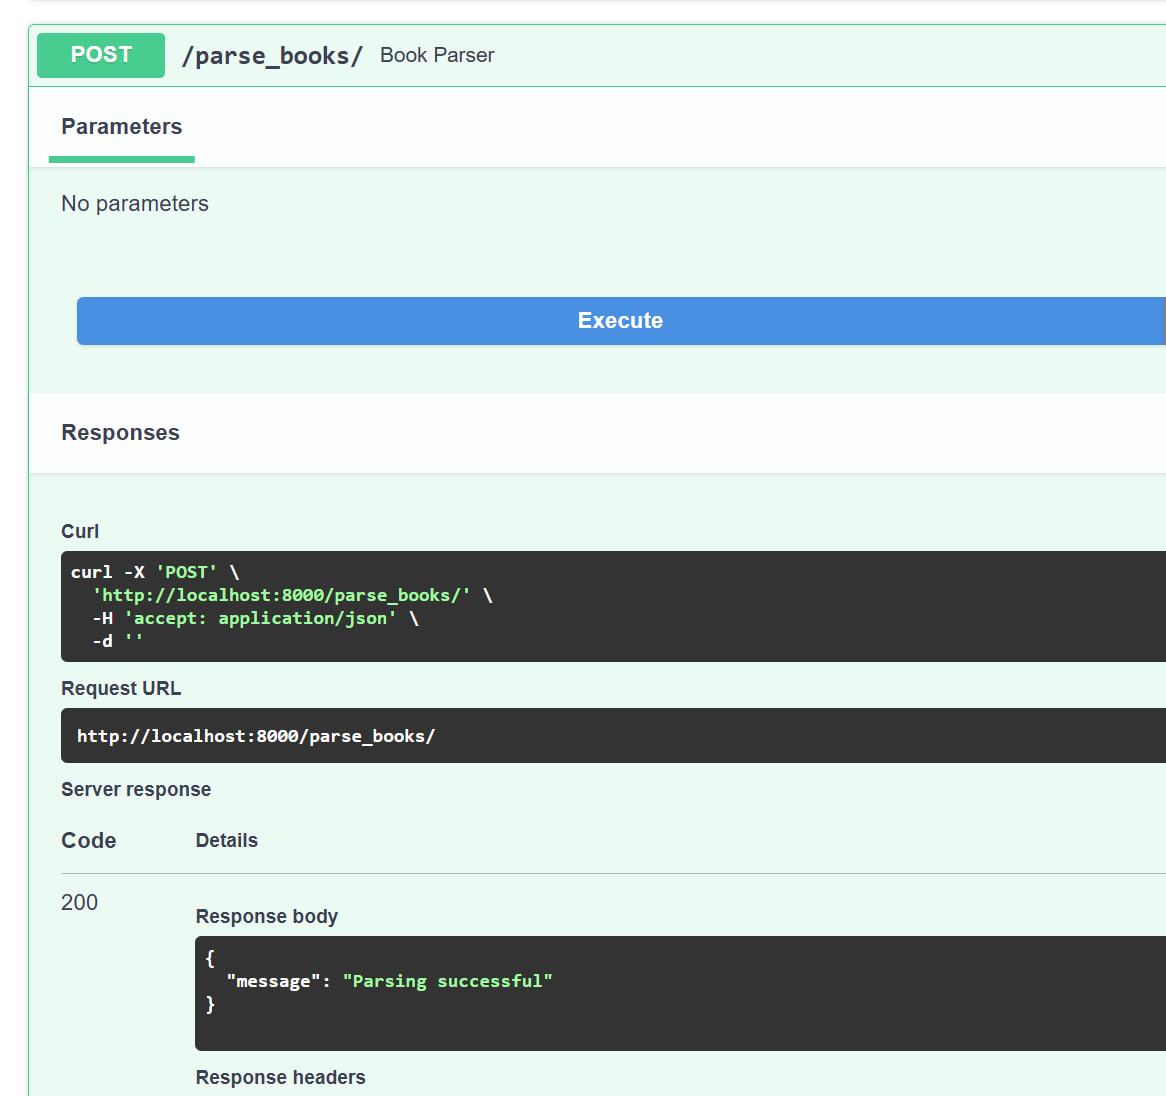 POST /parse_books/ Book Parser
Parameters
No parameters
Execute
Responses
Curl
curl -X 'POST' \
  'http://localhost:8000/parse_books/' \
  -H 'accept: application/json' \
  -d ''
Request URL
http://localhost:8000/parse_books/
Server response
Code Details
200
Response body
{
  "message": "Parsing successful"
}
Response headers